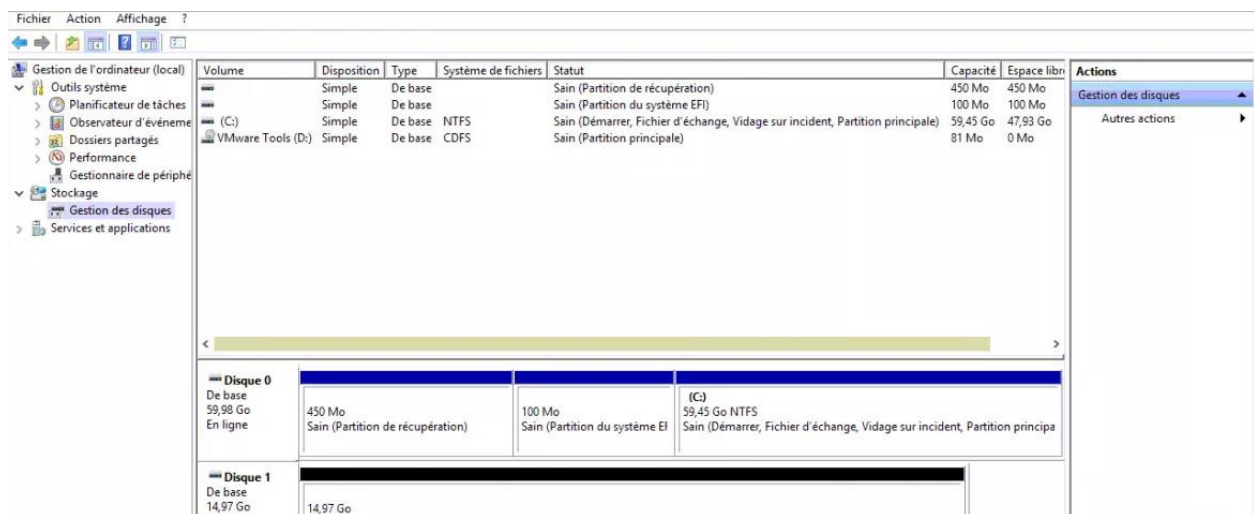 Fichier Action Affichage ?
Gestion de l'ordinateur (local)
Outils système
Planificateur de tâches
Observateur d'événeme
Dossiers partagés
Performance
Gestionnaire de périphé
Stockage
Gestion des disques
Services et applications
Volume Disposition Type Système de fichiers Statut Capacité Espace libre
Simple De base Sain (Partition de récupération) 450 Mo 450 Mo
Simple De base Sain (Partition du système EFI) 100 Mo 100 Mo
(C:) Simple De base NTFS Sain (Démarrer, Fichier d'échange, Vidage sur incident, Partition principale) 59,45 Go 47,93 Go
VMware Tools (D:) Simple De base CDFS Sain (Partition principale) 81 Mo 0 Mo
Actions
Gestion des disques
Autres actions
Disque 0
De base
59,98 Go
En ligne
450 Mo
Sain (Partition de récupération)
100 Mo
Sain (Partition du système EF
(C:)
59,45 Go NTFS
Sain (Démarrer, Fichier d'échange, Vidage sur incident, Partition principa
Disque 1
De base
14,97 Go
14,97 Go